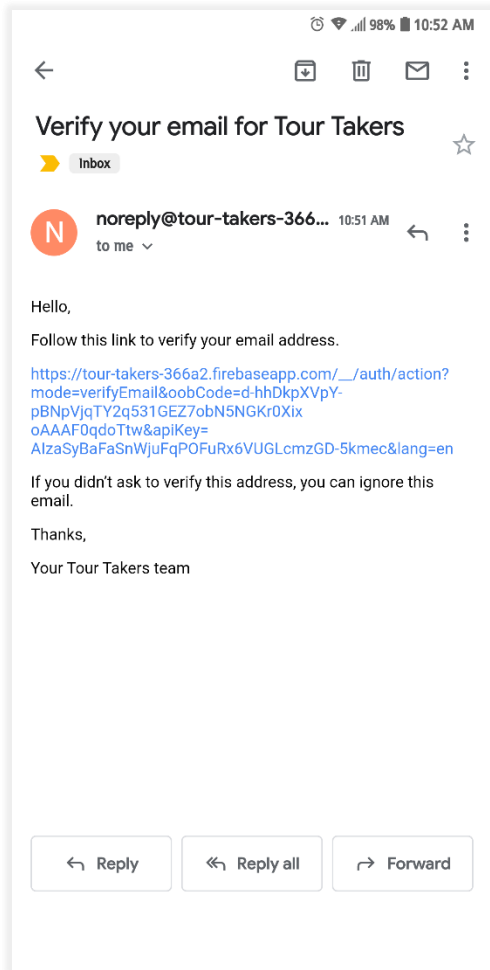 98% 10:52 AM
Verify your email for Tour Takers
Inbox
N
noreply@tour-takers-366... 10:51 AM
to me
Hello,
Follow this link to verify your email address.
https://tour-takers-366a2.firebaseapp.com/__/auth/action?
mode=verifyEmail&oobCode=d-hhDkpXVpY-
pBNpVjqTY2q531GEZ7obN5NGKr0Xix
oAAAF0qdoTtw&apiKey=
AIzaSyBaFaSnWjuFqPOFuRx6VUGLcmzGD-5kmec&lang=en
If you didn't ask to verify this address, you can ignore this
email.
Thanks,
Your Tour Takers team
Reply Reply all Forward